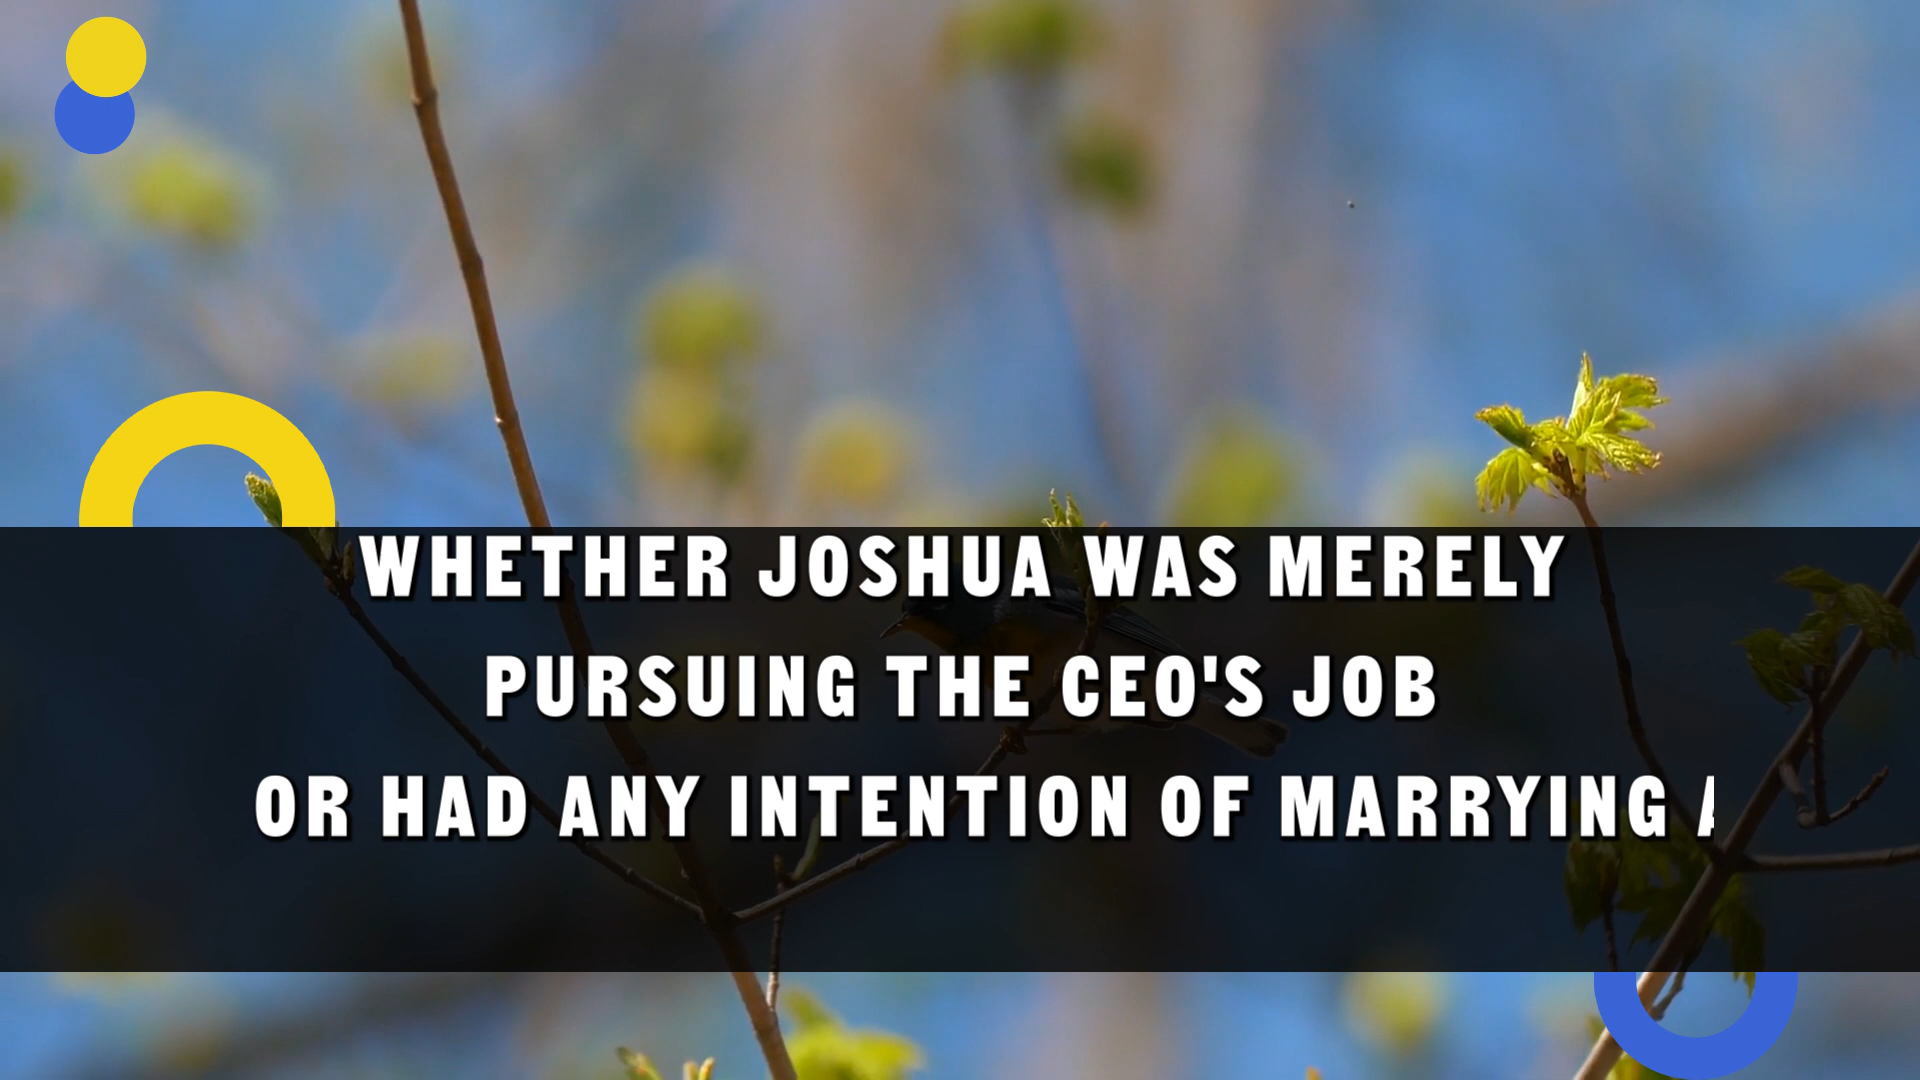 WHETHER JOSHUA WAS MERELY
PURSUING THE CEO'S JOB
OR HAD ANY INTENTION OF MARRYING